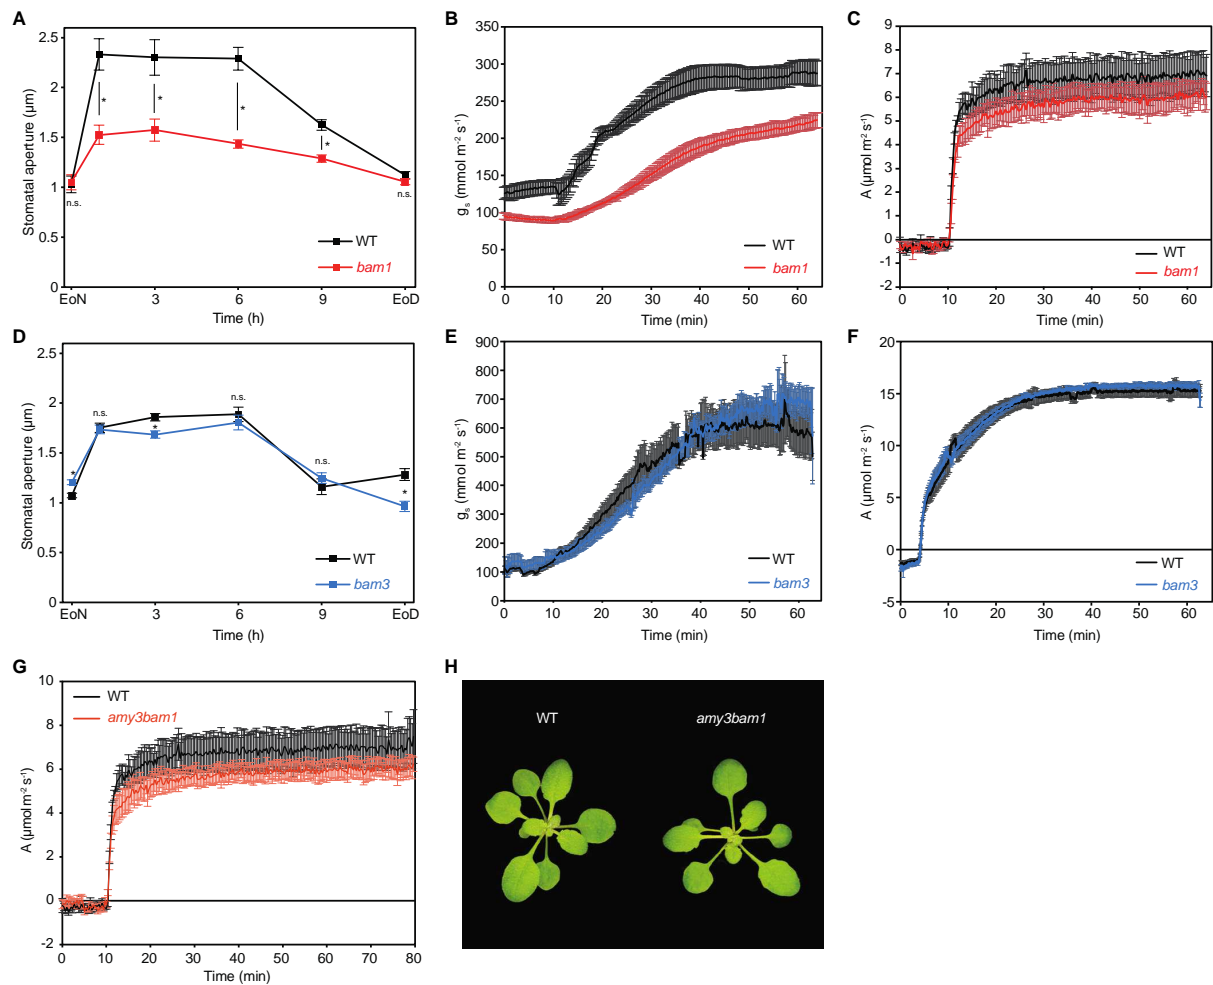 A
Stomatal aperture (µm)
2.5
2
1.5
1
0.5
0
n.s.
*
*
*
*
n.s.
WT
bam1
EoN 3 6 9 EoD
Time (h)
B
gs (mmol m-2 s-1)
350
300
250
200
150
100
50
0
WT
bam1
0 10 20 30 40 50 60
Time (min)
C
A (µmol m-2 s-1)
9
8
7
6
5
4
3
2
1
0
-1
-2
WT
bam1
0 10 20 30 40 50 60
Time (min)
D
Stomatal aperture (µm)
2.5
2
1.5
1
0.5
0
*
n.s.
*
n.s.
n.s.
*
WT
bam3
EoN 3 6 9 EoD
Time (h)
E
gs (mmol m-2 s-1)
900
800
700
600
500
400
300
200
100
0
WT
bam3
0 10 20 30 40 50 60
Time (min)
F
A (µmol m-2 s-1)
20
15
10
5
0
-5
WT
bam3
0 10 20 30 40 50 60
Time (min)
G
A (µmol m-2 s-1)
10
8
6
4
2
0
-2
WT
amy3bam1
0 10 20 30 40 50 60 70 80
Time (min)
H
WT
amy3bam1